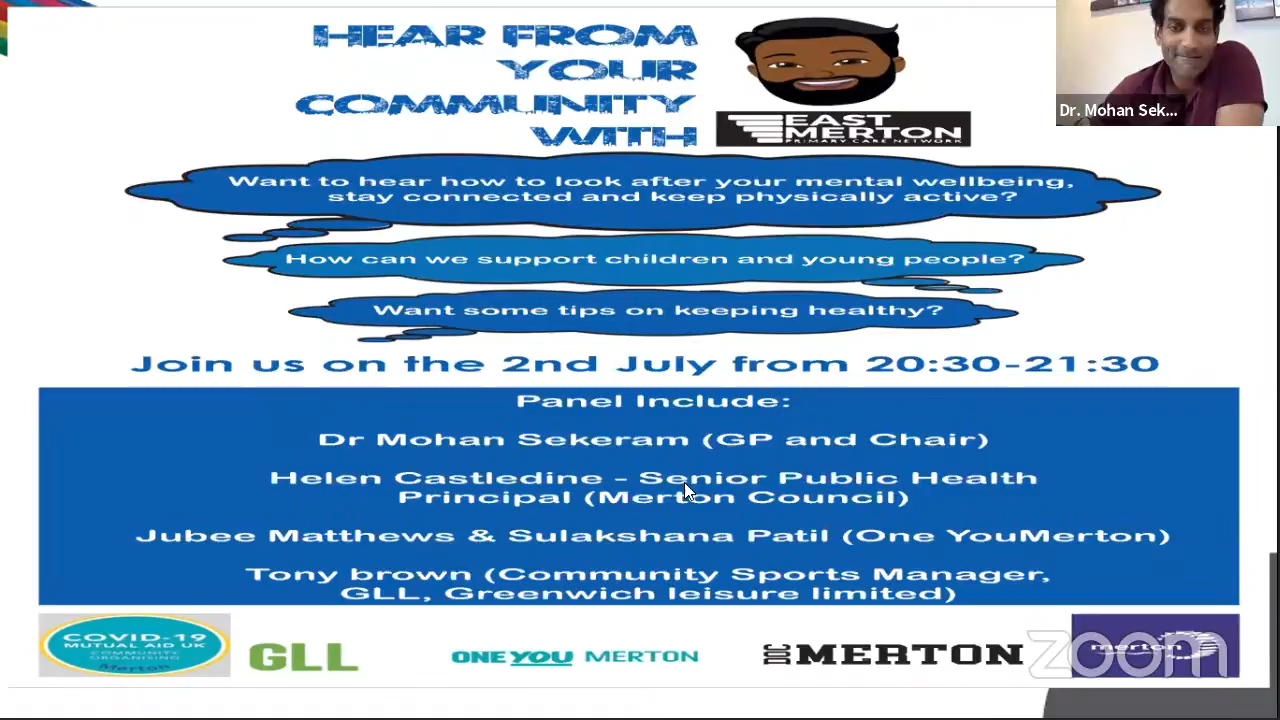 HEAR FROM
YOUR
COMMUNITY
WITH
EAST
MERTON
PRIMARY CARE NETWORK
Dr. Mohan Sek...
Want to hear how to look after your mental wellbeing,
stay connected and keep physically active?
How can we support children and young people?
Want some tips on keeping healthy?
Join us on the 2nd July from 20:30-21:30
Panel Include:
Dr Mohan Sekeram (GP and Chair)
Helen Castledine - Senior Public Health
Principal (Merton Council)
Jubee Matthews & Sulakshana Patil (One YouMerton)
Tony brown (Community Sports Manager,
GLL, Greenwich leisure limited)
COVID-19
MUTUAL AID UK
COMMUNITY
ORGANISING
Merton
GLL
ONE YOU MERTON
MERTON
merton
zoom